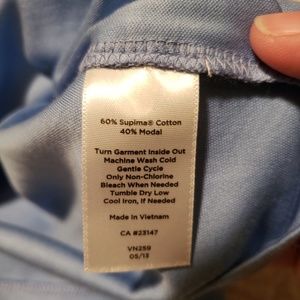 60% Supima® Cotton
40% Modal
Turn Garment Inside Out
Machine Wash Cold
Gentle Cycle
Only Non-Chlorine
Bleach When Needed
Tumble Dry Low
Cool Iron, If Needed
Made in Vietnam
CA #23147
VN259
05/13